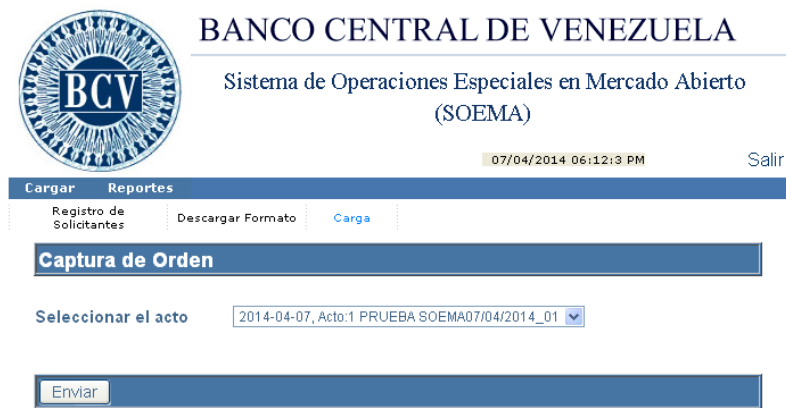 BANCO CENTRAL DE VENEZUELA
BCV
Sistema de Operaciones Especiales en Mercado Abierto
(SOEMA)
07/04/2014 06:12:3 PM
Salir
Cargar Reportes
Registro de
Solicitantes
Descargar Formato
Carga
Captura de Orden
Seleccionar el acto
2014-04-07, Acto:1 PRUEBA SOEMA07/04/2014_01
Enviar